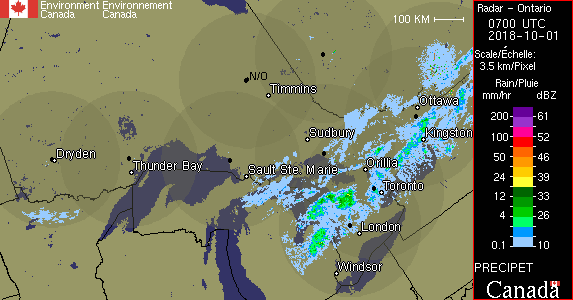 Environment Environnement
Canada Canada
100 KM
N/O
Timmins
Ottawa
Sudbury
Kingston
Dryden
Thunder Bay
Sault Ste. Marie
Orillia
Toronto
London
Windsor
Radar - Ontario
0700 UTC
2018-10-01
Scale/Échelle:
3.5 km/Pixel
Rain/Pluie
mm/hr dBZ
200 61
100 52
50 46
24 39
12 33
4 26
0.1 10
PRECIPET
Canada